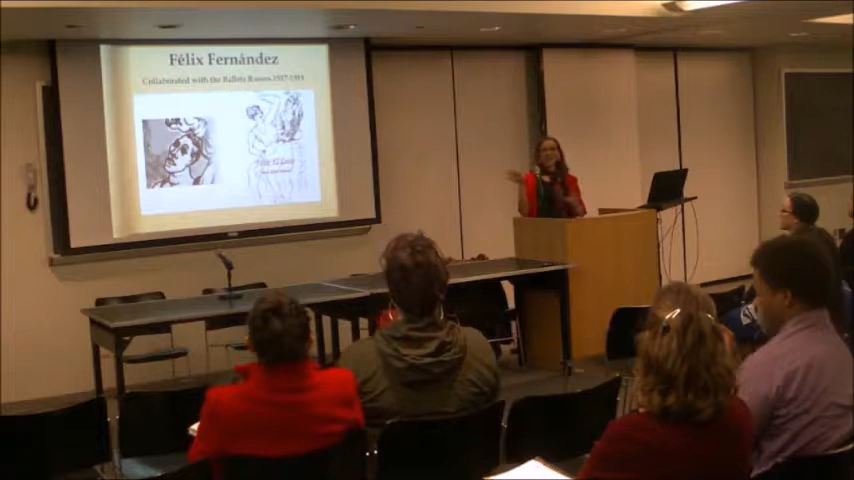 Félix Fernández
Collaborated with the Ballets Russes 1917-1919